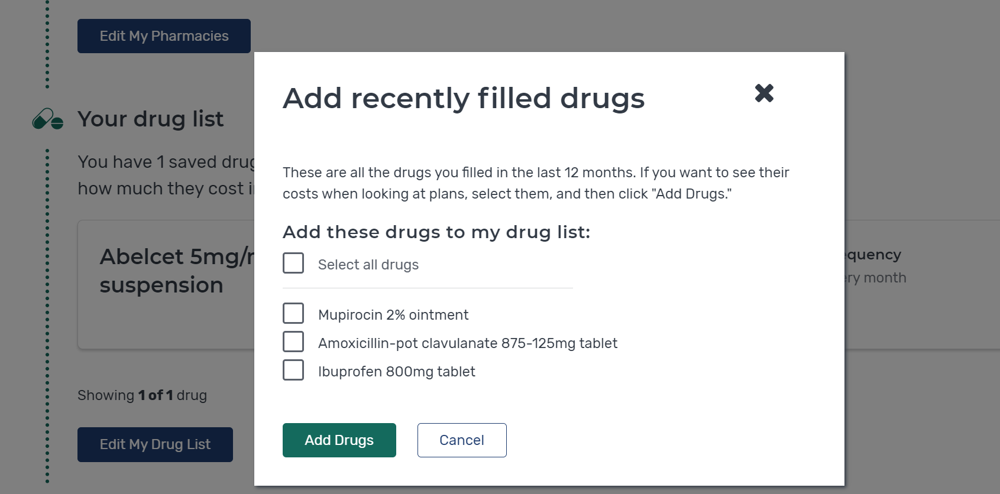 Edit My Pharmacies
Add recently filled drugs
Your drug list
You have 1 saved
how much they cost
These are all the drugs you filled in the last 12 months. If you want to see their
costs when looking at plans, select them, and then click "Add Drugs."
Add these drugs to my drug list:
Select all drugs
Abelcet
suspension
month
Mupirocin 2% ointment
Amoxicillin-pot clavulanate 875-125mg tablet
Ibuprofen 800mg tablet
Showing 1 of 1 drug
Add Drugs
Cancel
Edit My Drug List